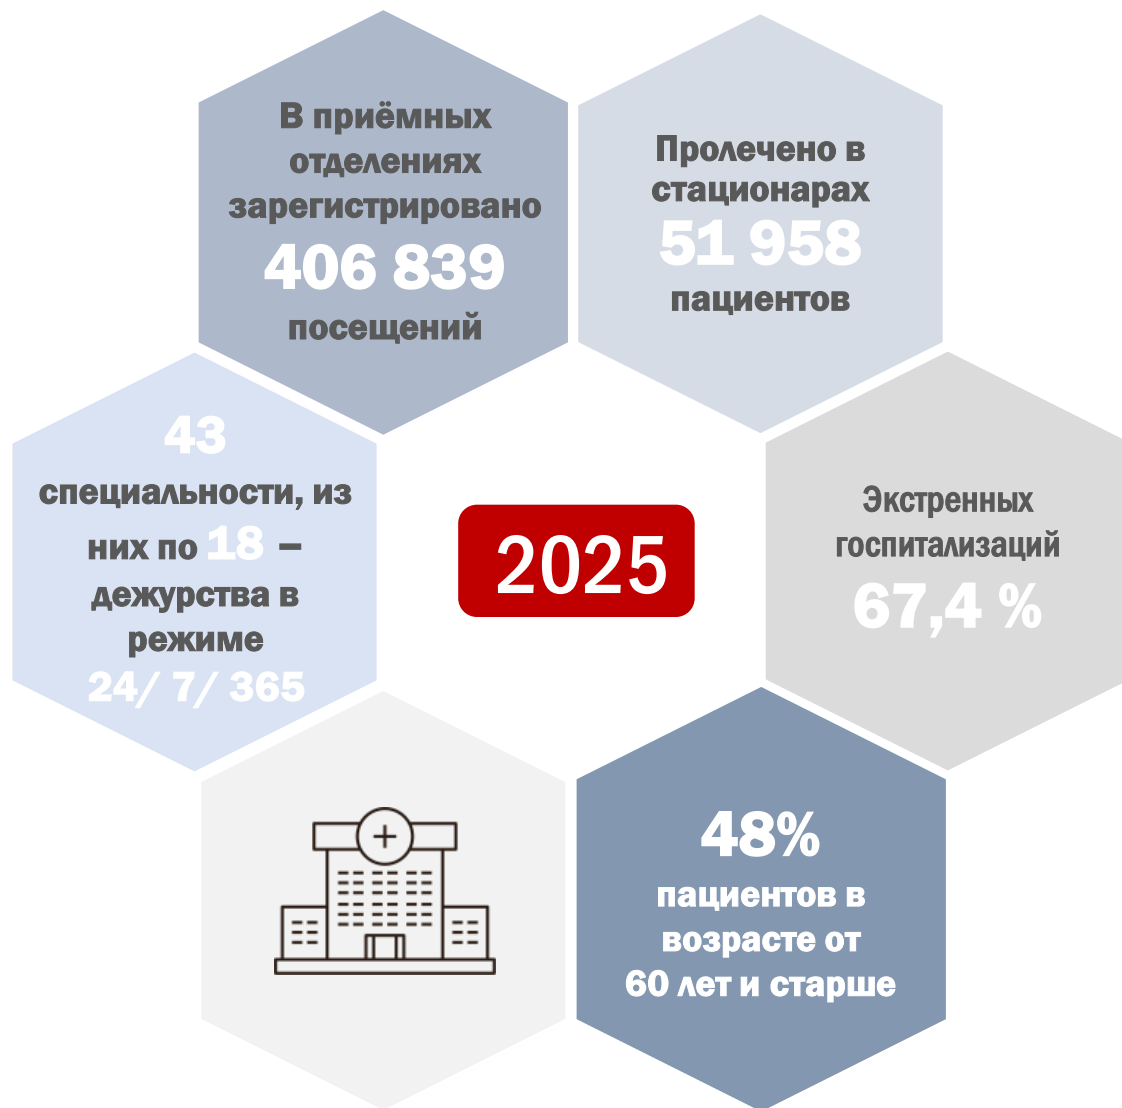 В приёмных
отделениях
зарегистрировано
406 839
посещений
Пролечено в
стационарах
51 958
пациентов
43
специальности, из
них по 18 –
дежурства в
режиме
24/ 7/ 365
2025
Экстренных
госпитализаций
67,4 %
48%
пациентов в
возрасте от
60 лет и старше